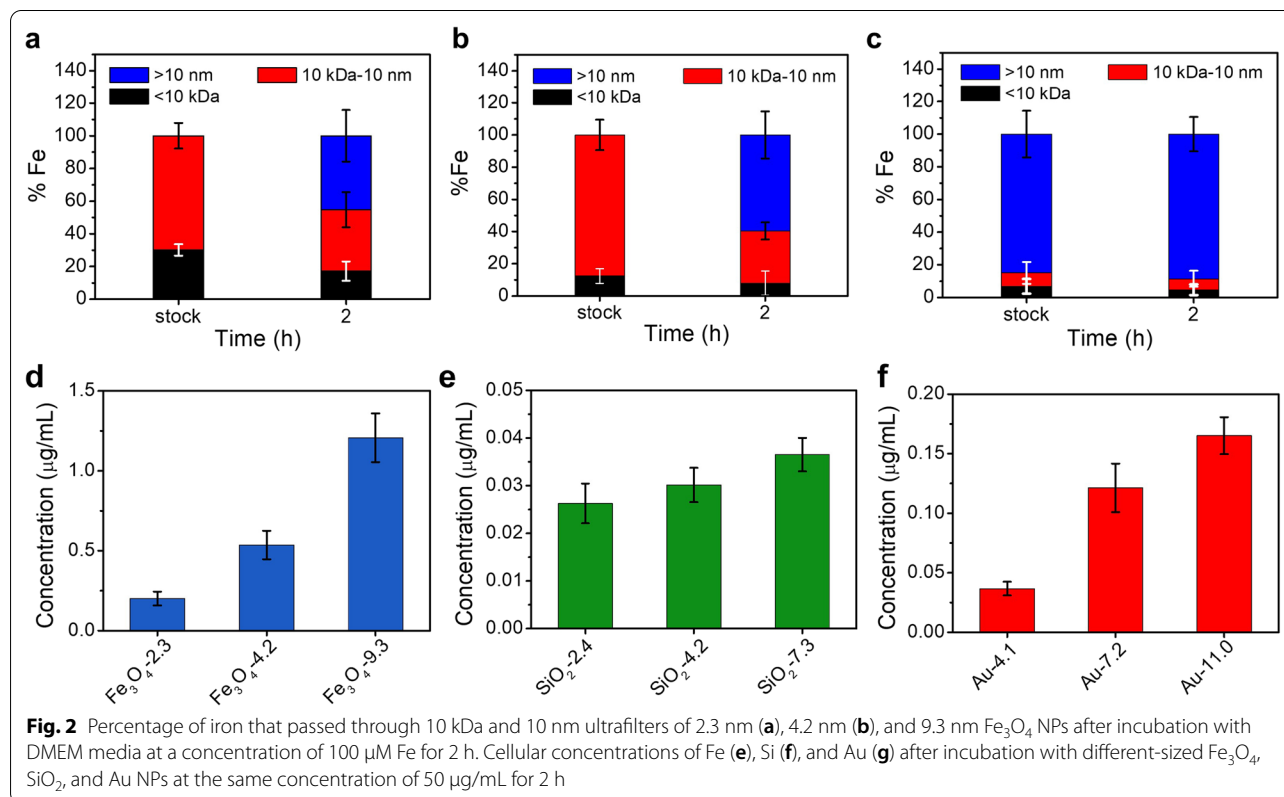 a
140
120
100
80
60
40
20
0
% Fe
>10 nm
10 kDa-10 nm
<10 kDa
stock
2
Time (h)
b
140
120
100
80
60
40
20
0
%Fe
>10 nm
10 kDa-10 nm
<10 kDa
stock
2
Time (h)
c
140
120
100
80
60
40
20
0
% Fe
>10 nm
10 kDa-10 nm
<10 kDa
stock
2
Time (h)
d
1.5
1.0
0.5
0.0
Concentration (μg/mL)
Fe₃O₄-2.3
Fe₃O₄-4.2
Fe₃O₄-9.3
e
0.05
0.04
0.03
0.02
0.01
0.00
Concentration (μg/mL)
SiO₂-2.4
SiO₂-4.2
SiO₂-7.3
f
0.20
0.15
0.10
0.05
0.00
Concentration (μg/mL)
Au-4.1
Au-7.2
Au-11.0
Fig. 2 Percentage of iron that passed through 10 kDa and 10 nm ultrafilters of 2.3 nm (a), 4.2 nm (b), and 9.3 nm Fe₃O₄ NPs after incubation with
DMEM media at a concentration of 100 μM Fe for 2 h. Cellular concentrations of Fe (e), Si (f), and Au (g) after incubation with different-sized Fe₃O₄,
SiO₂, and Au NPs at the same concentration of 50 μg/mL for 2 h